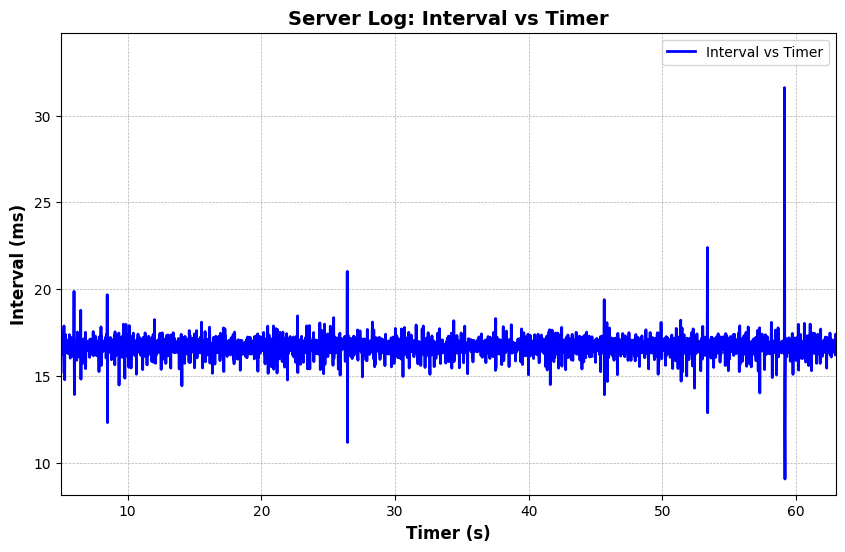 Server Log: Interval vs Timer
Interval vs Timer
30
25
20
15
10
Interval (ms)
10 20 30 40 50 60
Timer (s)